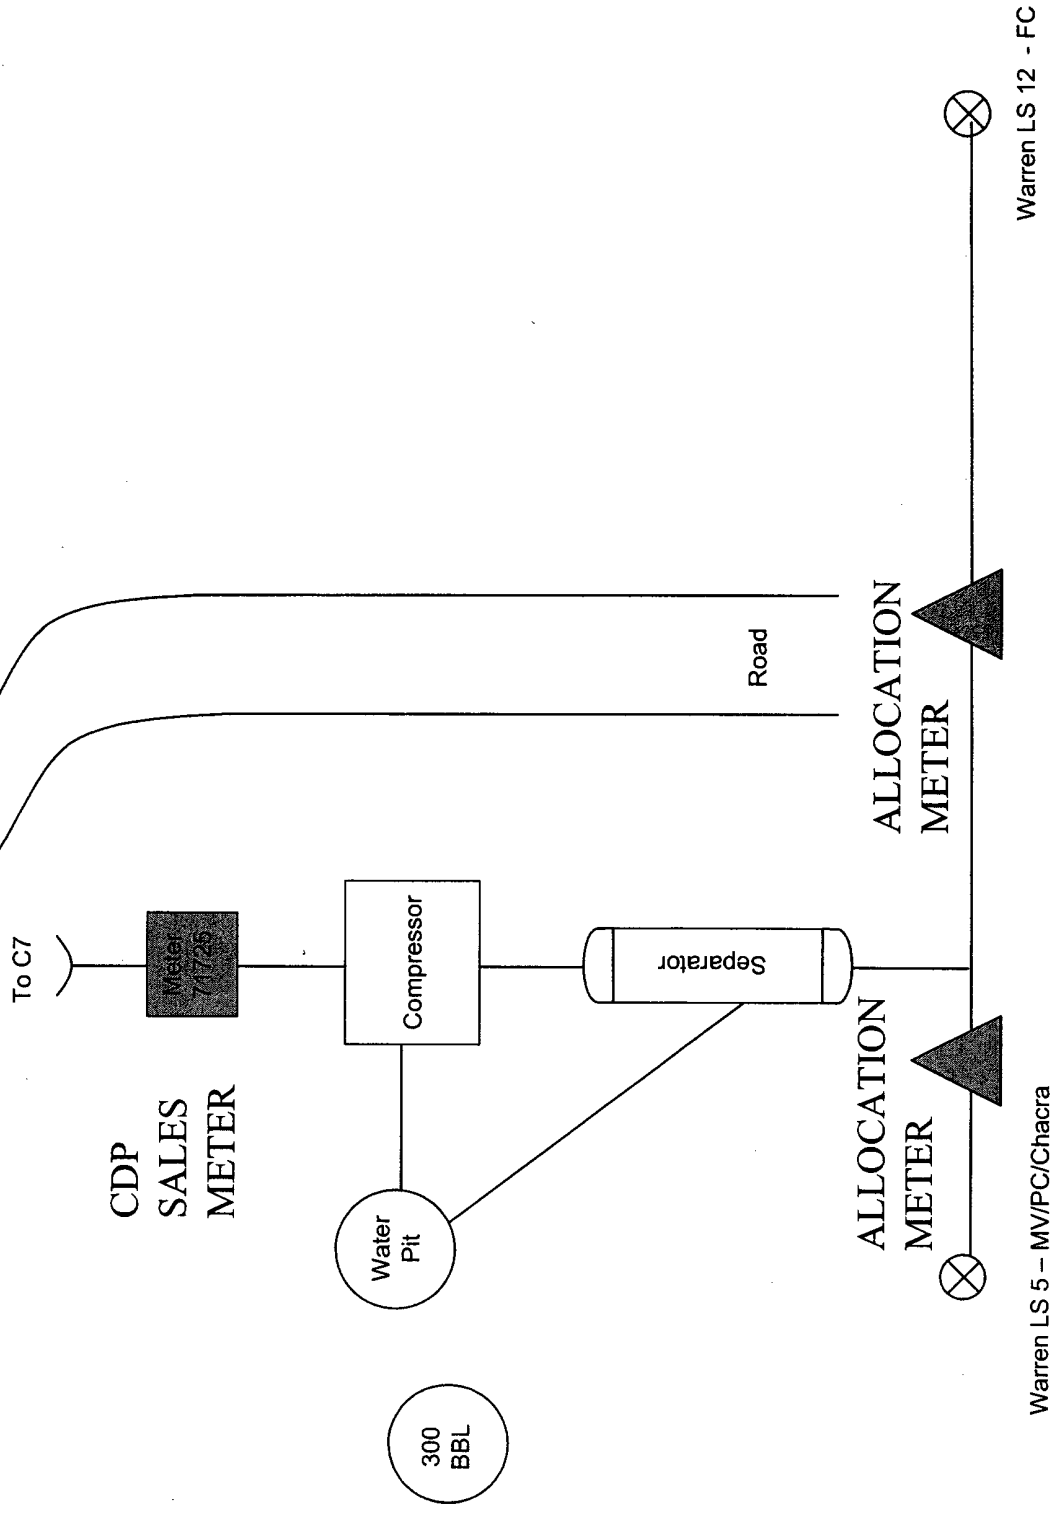 To C7
CDP
SALES
METER
Meter
71725
Compressor
Separator
Water
Pit
300
BBL
Road
ALLOCATION
METER
ALLOCATION
METER
Warren LS 5 – MV/PC/Chacra
Warren LS 12 - FC